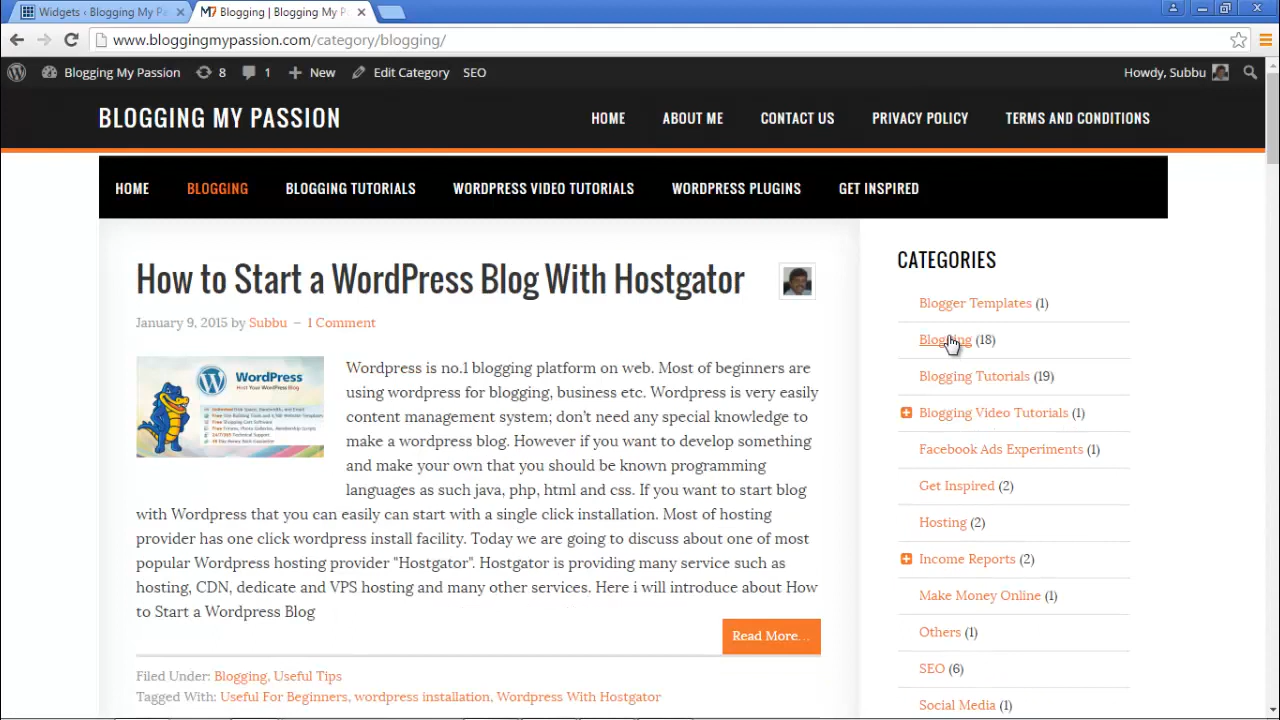 Widgets ‹ Blogging My Pa
Blogging | Blogging My P
www.bloggingmypassion.com/category/blogging/
Blogging My Passion 8 1 New Edit Category SEO Howdy, Subbu
BLOGGING MY PASSION
HOME ABOUT ME CONTACT US PRIVACY POLICY TERMS AND CONDITIONS
HOME BLOGGING BLOGGING TUTORIALS WORDPRESS VIDEO TUTORIALS WORDPRESS PLUGINS GET INSPIRED
How to Start a WordPress Blog With Hostgator
January 9, 2015 by Subbu – 1 Comment
WordPress
Host Your WordPress Blog
Wordpress is no.1 blogging platform on web. Most of beginners are
using wordpress for blogging, business etc. Wordpress is very easily
content management system; don't need any special knowledge to
make a wordpress blog. However if you want to develop something
and make your own that you should be known programming
languages as such java, php, html and css. If you want to start blog
with Wordpress that you can easily can start with a single click installation. Most of hosting
provider has one click wordpress install facility. Today we are going to discuss about one of most
popular Wordpress hosting provider "Hostgator". Hostgator is providing many service such as
hosting, CDN, dedicate and VPS hosting and many other services. Here i will introduce about How
to Start a Wordpress Blog
Read More...
Filed Under: Blogging, Useful Tips
Tagged With: Useful For Beginners, wordpress installation, Wordpress With Hostgator
CATEGORIES
Blogger Templates (1)
Blogging (18)
Blogging Tutorials (19)
Blogging Video Tutorials (1)
Facebook Ads Experiments (1)
Get Inspired (2)
Hosting (2)
Income Reports (2)
Make Money Online (1)
Others (1)
SEO (6)
Social Media (1)